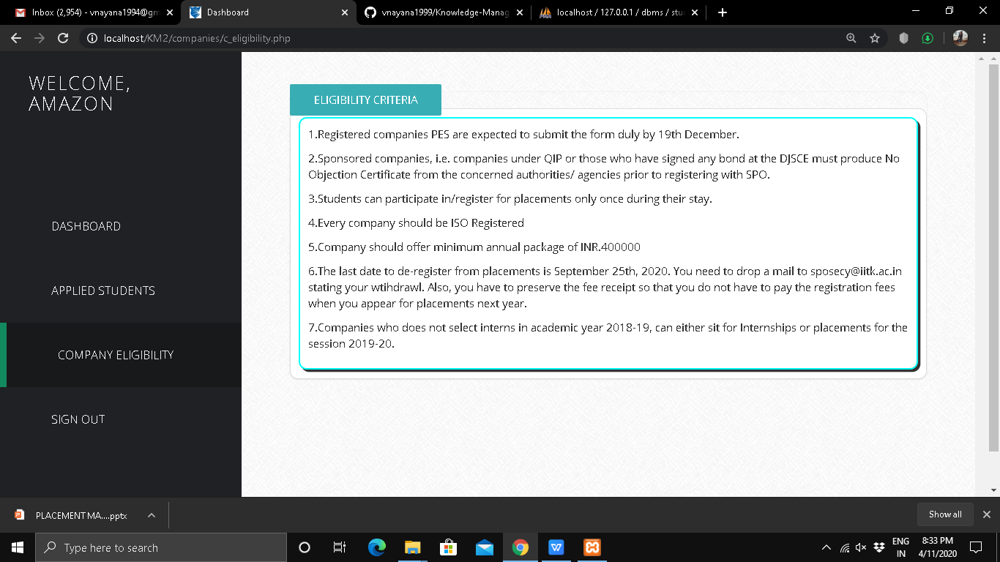 Inbox (2,954) - vnayana1994@gm
Dashboard
vnayana1999/Knowledge-Manag
localhost / 127.0.0.1 / dbms / stu
localhost/KM2/companies/c_eligibility.php
WELCOME,
AMAZON
DASHBOARD
APPLIED STUDENTS
COMPANY ELIGIBILITY
SIGN OUT
ELIGIBILITY CRITERIA
1.Registered companies PES are expected to submit the form duly by 19th December.
2.Sponsored companies, i.e. companies under QIP or those who have signed any bond at the DJSCE must produce No
Objection Certificate from the concerned authorities/ agencies prior to registering with SPO.
3.Students can participate in/register for placements only once during their stay.
4.Every company should be ISO Registered
5.Company should offer minimum annual package of INR.400000
6.The last date to de-register from placements is September 25th, 2020. You need to drop a mail to sposecy@iitk.ac.in
stating your wtihdrawl. Also, you have to preserve the fee receipt so that you do not have to pay the registration fees
when you appear for placements next year.
7.Companies who does not select interns in academic year 2018-19, can either sit for Internships or placements for the
session 2019-20.
PLACEMENT MA....pptx
Show all
Type here to search
ENG
IN
8:33 PM
4/11/2020